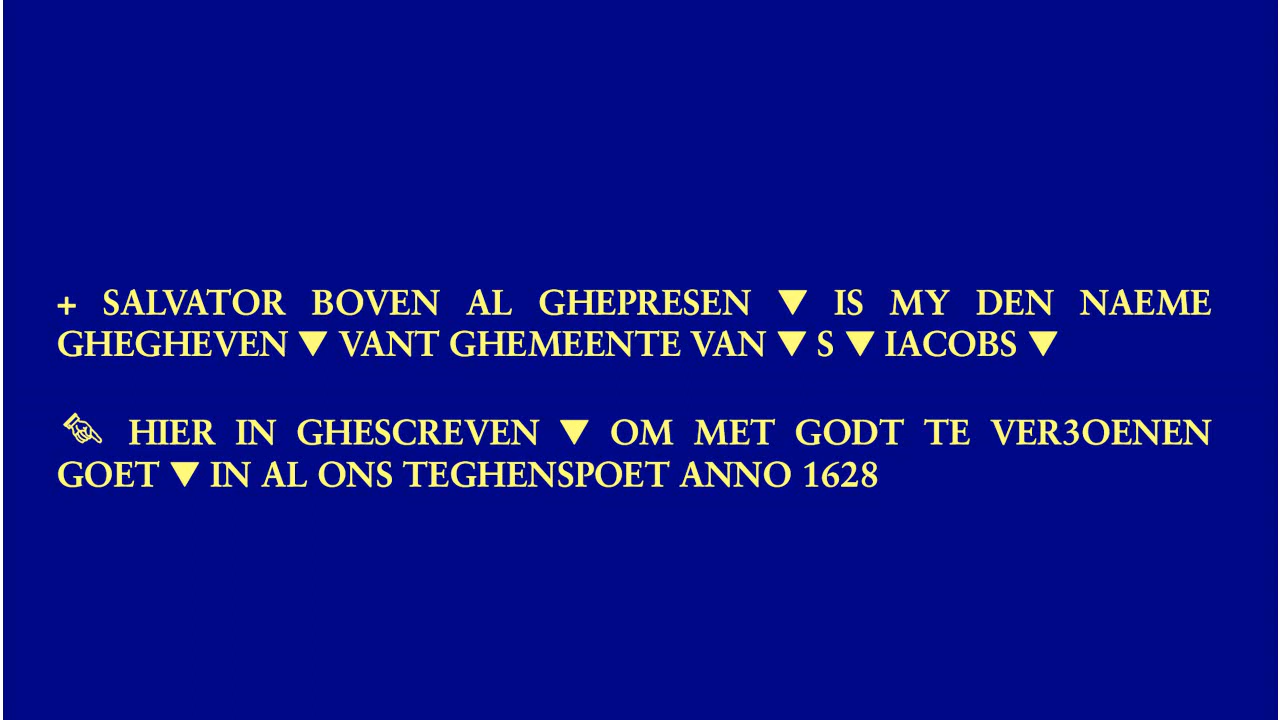 + SALVATOR BOVEN AL GHEPRESEN ▼ IS MY DEN NAEME
GHEGHEVEN ▼ VANT GHEMEENTE VAN ▼ S ▼ IACOBS ▼
✎ HIER IN GHESCREVEN ▼ OM MET GODT TE VER3OENEN
GOET ▼ IN AL ONS TEGHENSPOET ANNO 1628